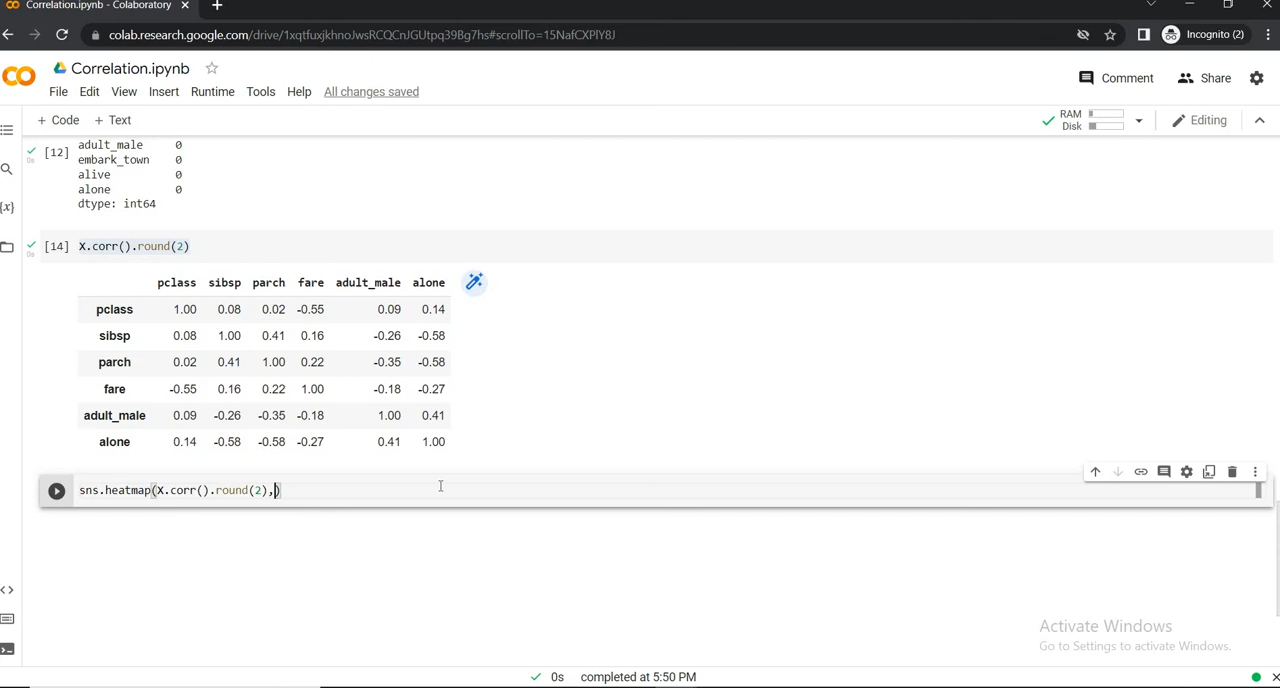 Correlation.ipynb - Colaboratory
colab.research.google.com/drive/1xqtfuxjkhnoJwsRCQCnJGUtpq39Bg7hs#scrollTo=15NafCXPlY8J
Incognito (2)
Correlation.ipynb
Comment
Share
File Edit View Insert Runtime Tools Help All changes saved
+ Code + Text
RAM
Disk
Editing
[12]
0s
adult_male 0
embark_town 0
alive 0
alone 0
dtype: int64
{x}
[14] X.corr().round(2)
0s
pclass sibsp parch fare adult_male alone
pclass 1.00 0.08 0.02 -0.55 0.09 0.14
sibsp 0.08 1.00 0.41 0.16 -0.26 -0.58
parch 0.02 0.41 1.00 0.22 -0.35 -0.58
fare -0.55 0.16 0.22 1.00 -0.18 -0.27
adult_male 0.09 -0.26 -0.35 -0.18 1.00 0.41
alone 0.14 -0.58 -0.58 -0.27 0.41 1.00
sns.heatmap(X.corr().round(2),)
Activate Windows
Go to Settings to activate Windows.
0s completed at 5:50 PM